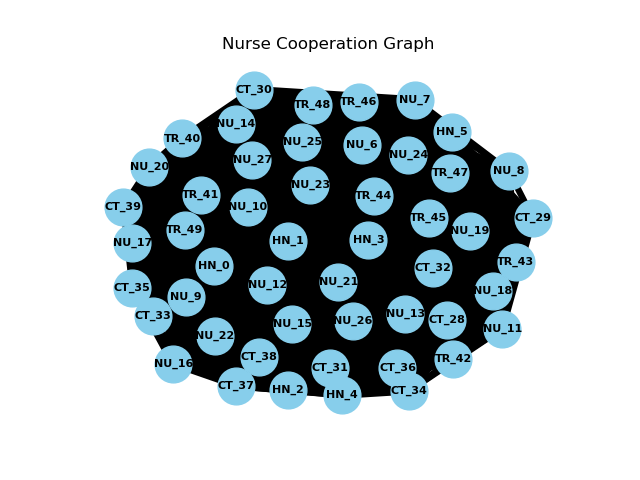 Nurse Cooperation Graph
CT_30
TR_48
TR_46
NU_7
NU_14
HN_5
TR_40
NU_25
NU_6
NU_24
NU_27
NU_20
TR_47
NU_8
NU_23
TR_41
TR_44
CT_39
NU_10
TR_45
CT_29
TR_49
NU_19
NU_17
HN_1
HN_3
TR_43
HN_0
CT_32
NU_12
NU_21
CT_35
NU_18
NU_9
CT_33
NU_13
CT_28
NU_26
NU_15
NU_11
NU_22
CT_38
TR_42
NU_16
CT_31
CT_36
CT_37
HN_2
CT_34
HN_4